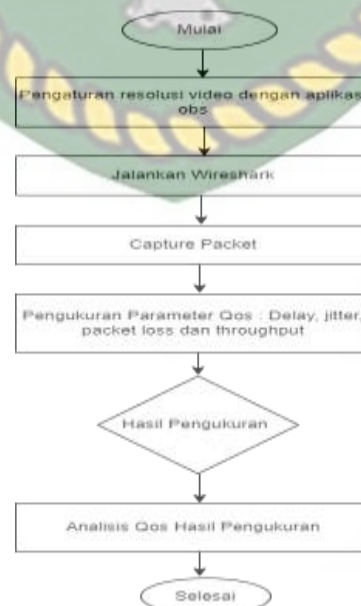 Mulai
Pengaturan resolusi video dengan aplikasi
obs
Jalankan Wireshark
Capture Packet
Pengukuran Parameter Qos : Delay, jitter,
packet loss dan throughput
Hasil Pengukuran
Analisis Qos Hasil Pengukuran
Selesai